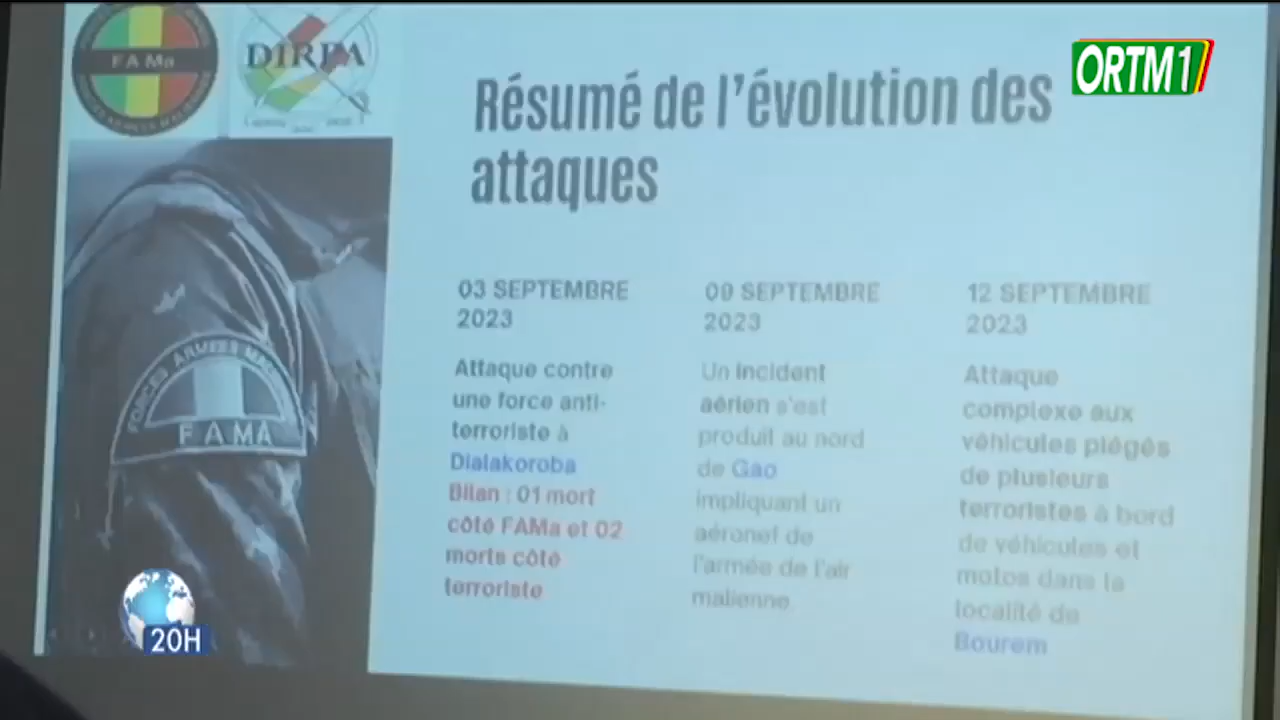 FAMa
DIRPA
ORTM1
Résumé de l'évolution des
attaques
03 SEPTEMBRE
2023
Attaque contre
une force anti-
terroriste à
Dialakoroba
Bilan : 01 mort
côté FAMa et 02
morts côté
terroriste
09 SEPTEMBRE
2023
Un incident
aérien s'est
produit au nord
de Gao
impliquant un
aéronef de
l'armée de l'air
malienne
12 SEPTEMBRE
2023
Attaque
complexe aux
véhicules piégés
de plusieurs
terroristes à bord
de véhicules et
motos dans la
localité de
Bourem
FORCES ARMEES
FAMA
20H